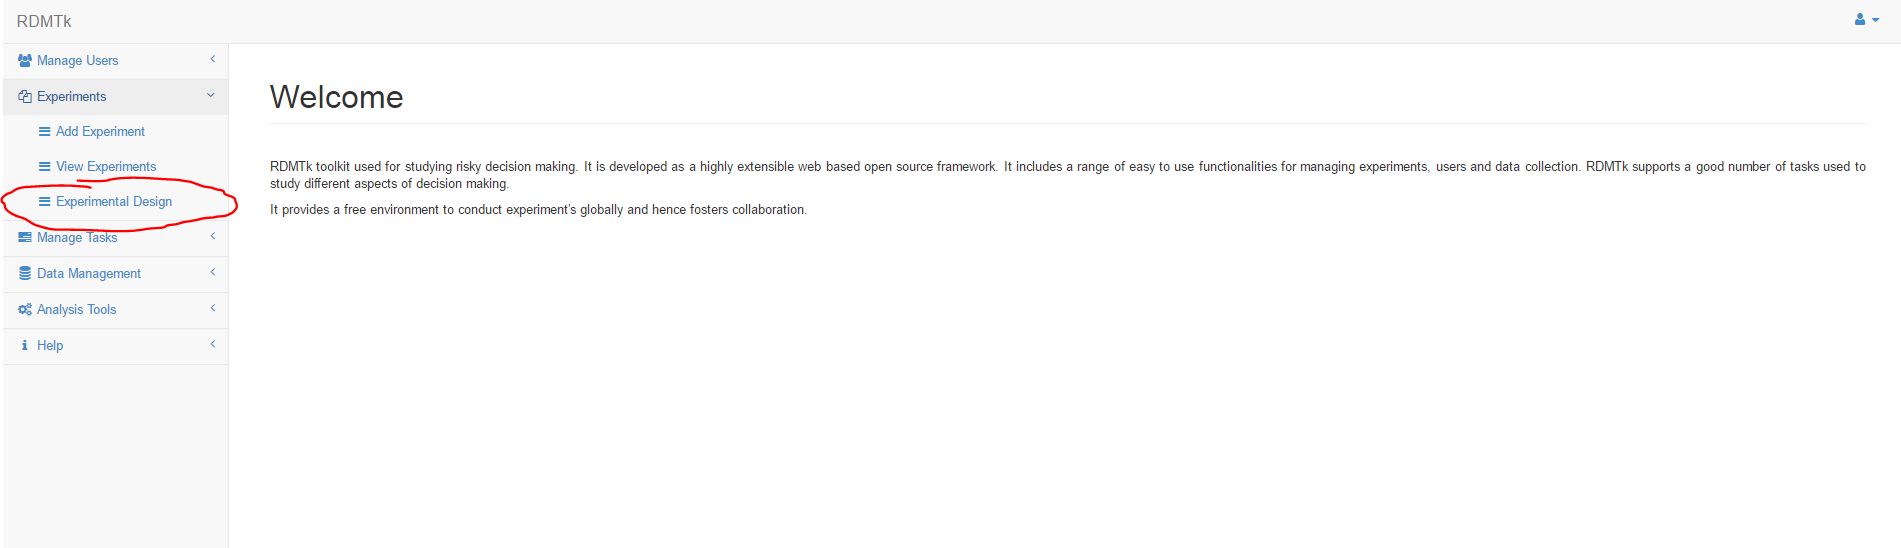 RDMTk
Manage Users
Experiments
Add Experiment
View Experiments
Experimental Design
Manage Tasks
Data Management
Analysis Tools
Help
Welcome
RDMTk toolkit used for studying risky decision making. It is developed as a highly extensible web based open source framework. It includes a range of easy to use functionalities for managing experiments, users and data collection. RDMTk supports a good number of tasks used to
study different aspects of decision making.
It provides a free environment to conduct experiment's globally and hence fosters collaboration.